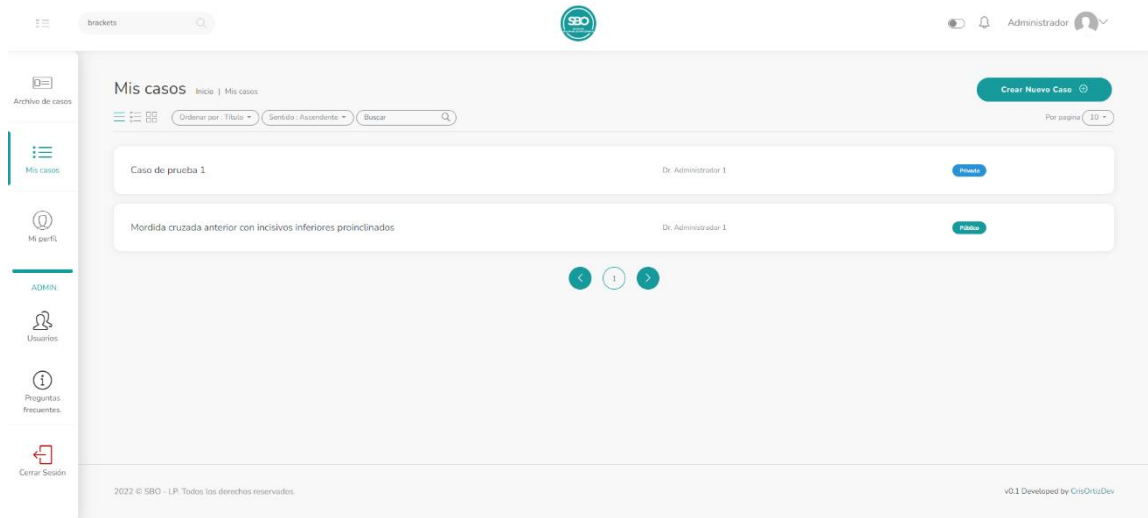 brackets
SBO
Administrador
Archivo de casos
Mis casos
Mi perfil
ADMIN
Usuarios
Preguntas
frecuentes.
Cerrar Sesión
Mis casos Inicio | Mis casos
Crear Nuevo Caso
Ordenar por : Título Sentido : Ascendente Buscar
Por pagina 10
Caso de prueba 1 Dr. Administrador 1 Privado
Mordida cruzada anterior con incisivos inferiores proinclinados Dr. Administrador 1 Público
1
2022 © SBO - LP. Todos los derechos reservados. v0.1 Developed by CrisOrtizDev